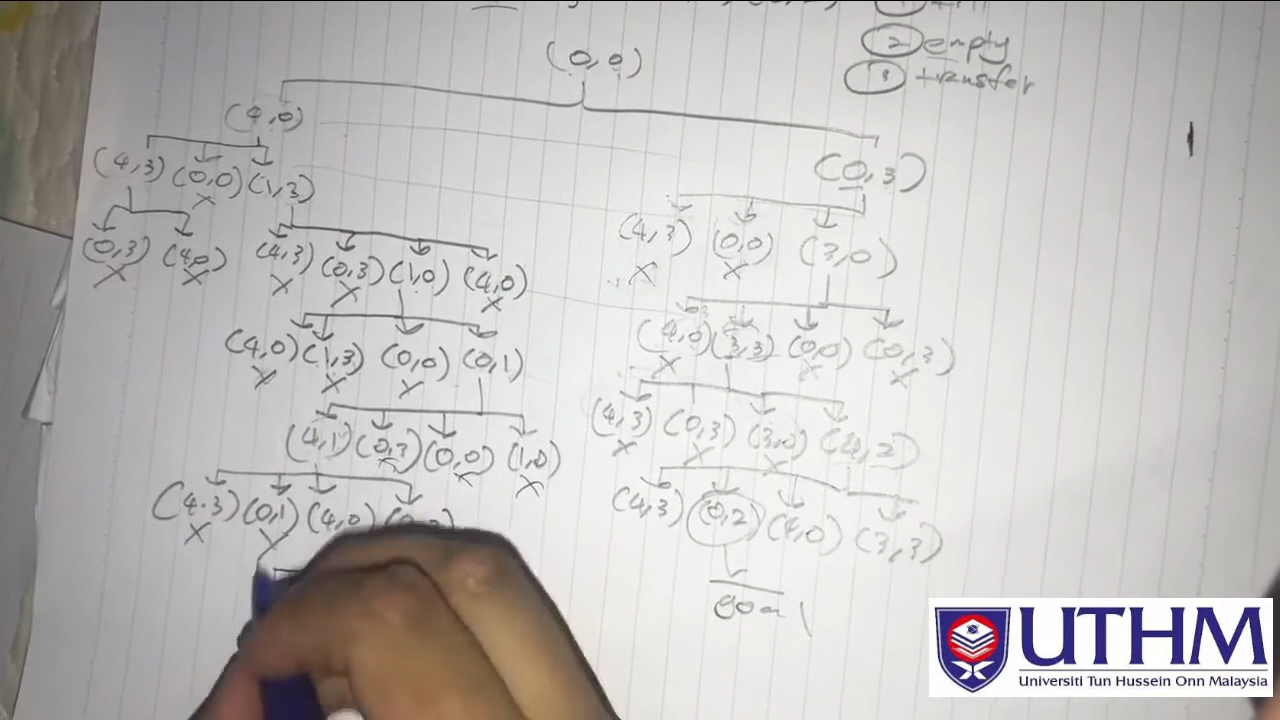 ② empty
③ transfer
(0,0)
(4,0)
(0,3)
(4,3) (0,0) (1,3)
x
(4,3) (0,0) (3,0)
x x
(0,3) (4,0)
x x
(4,3) (0,3) (1,0) (4,0)
x x x
(4,0) (3,3) (0,0) (0,3)
x x x
(4,0) (1,3) (0,0) (0,1)
x x x
(4,3) (0,3) (3,0) (4,2)
x x x
(4,1) (0,3) (0,0) (1,0)
x x x
(4,3) (0,2) (4,0) (3,3)
(4.3) (0,1) (4,0)
x x
goal
UTHM
Universiti Tun Hussein Onn Malaysia